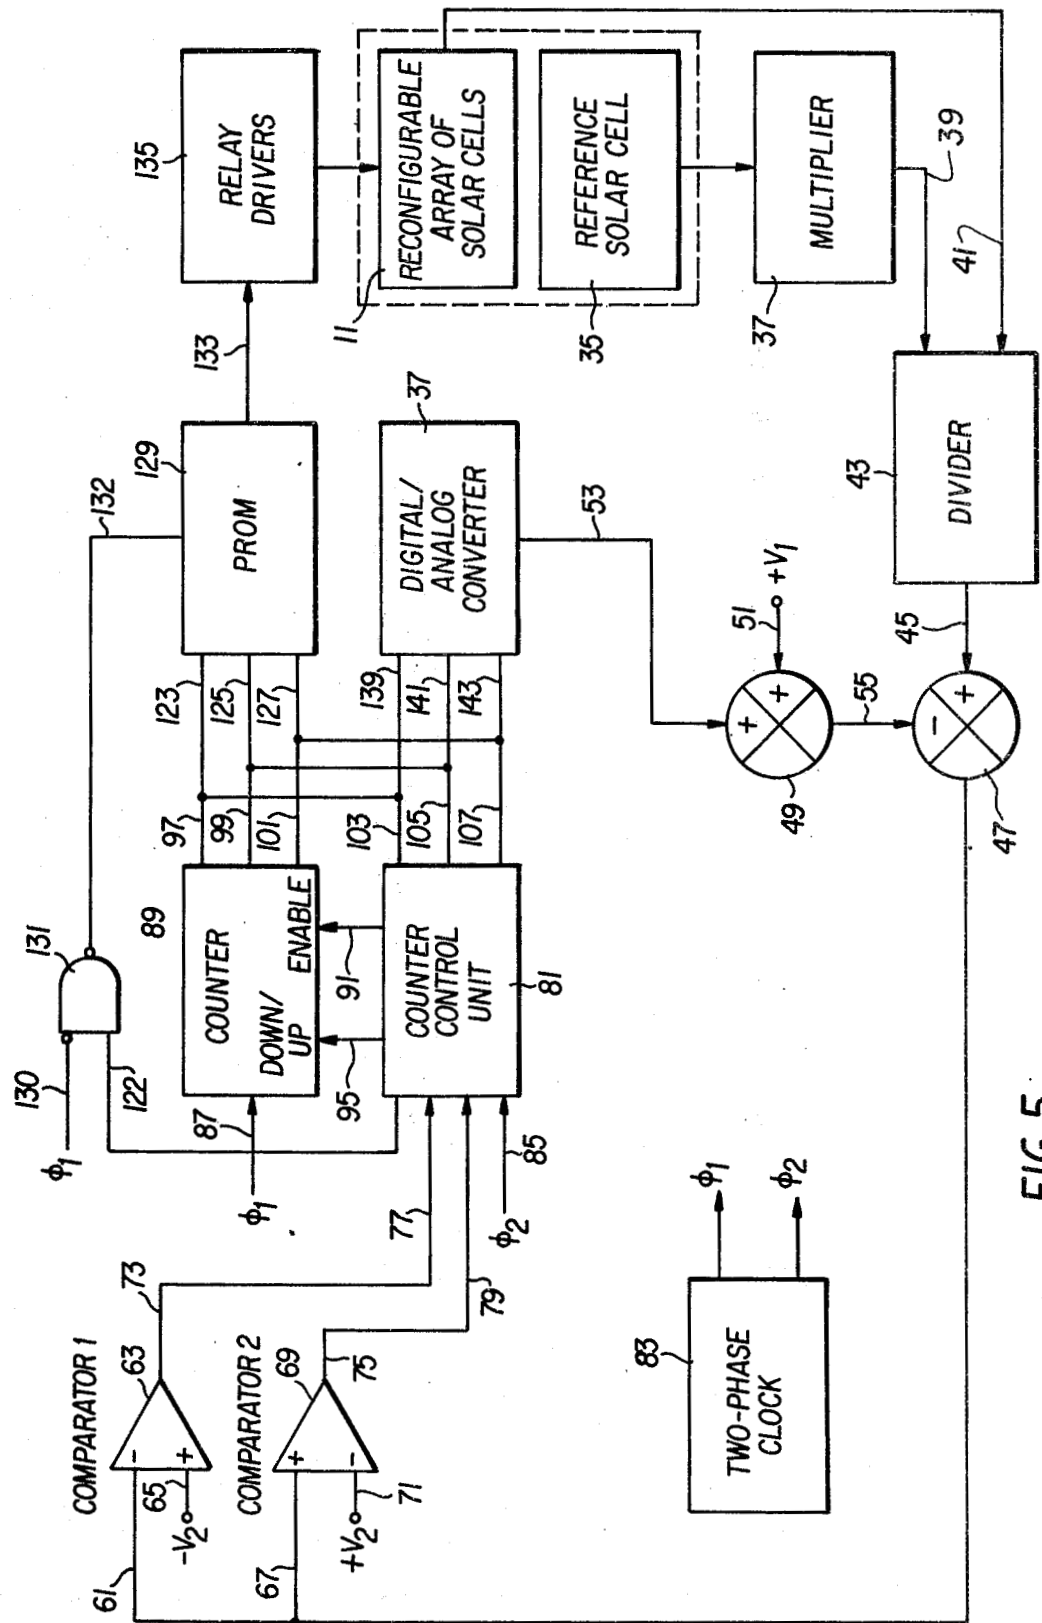 COMPARATOR 1
61
65
-V2
63
73
COMPARATOR 2
67
71
+V2
69
75
77
79
ϕ1
130
122
131
132
ϕ1
87
COUNTER
DOWN/
UP
ENABLE
89
95
91
COUNTER
CONTROL
UNIT
81
ϕ2
85
97
99
101
103
105
107
123
125
127
139
141
143
PROM
129
133
DIGITAL/
ANALOG
CONVERTER
37
53
RELAY
DRIVERS
135
RECONFIGURABLE
ARRAY OF
SOLAR CELLS
11
REFERENCE
SOLAR CELL
35
MULTIPLIER
37
39
41
DIVIDER
43
45
+V1
51
+
+
49
55
-
+
47
TWO-PHASE
CLOCK
83
ϕ1
ϕ2
-
+
+
-